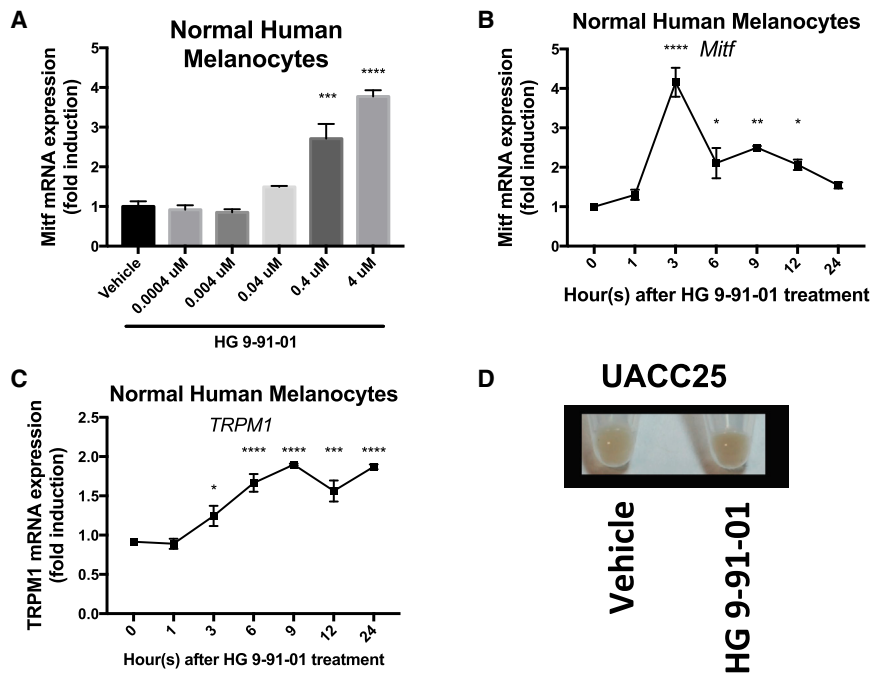 A
Normal Human
Melanocytes
Mitf mRNA expression
(fold induction)
5
4
3
2
1
0
*** ****
Vehicle
0.0004 uM
0.004 uM
0.04 uM
0.4 uM
4 uM
HG 9-91-01
B
Normal Human Melanocytes
Mitf
Mitf mRNA expression
(fold induction)
5
4
3
2
1
0
**** * ** *
0 1 3 6 9 12 24
Hour(s) after HG 9-91-01 treatment
C
Normal Human Melanocytes
TRPM1
TRPM1 mRNA expression
(fold induction)
2.5
2.0
1.5
1.0
0.5
0.0
* **** **** *** ****
0 1 3 6 9 12 24
Hour(s) after HG 9-91-01 treatment
D
UACC25
Vehicle
HG 9-91-01